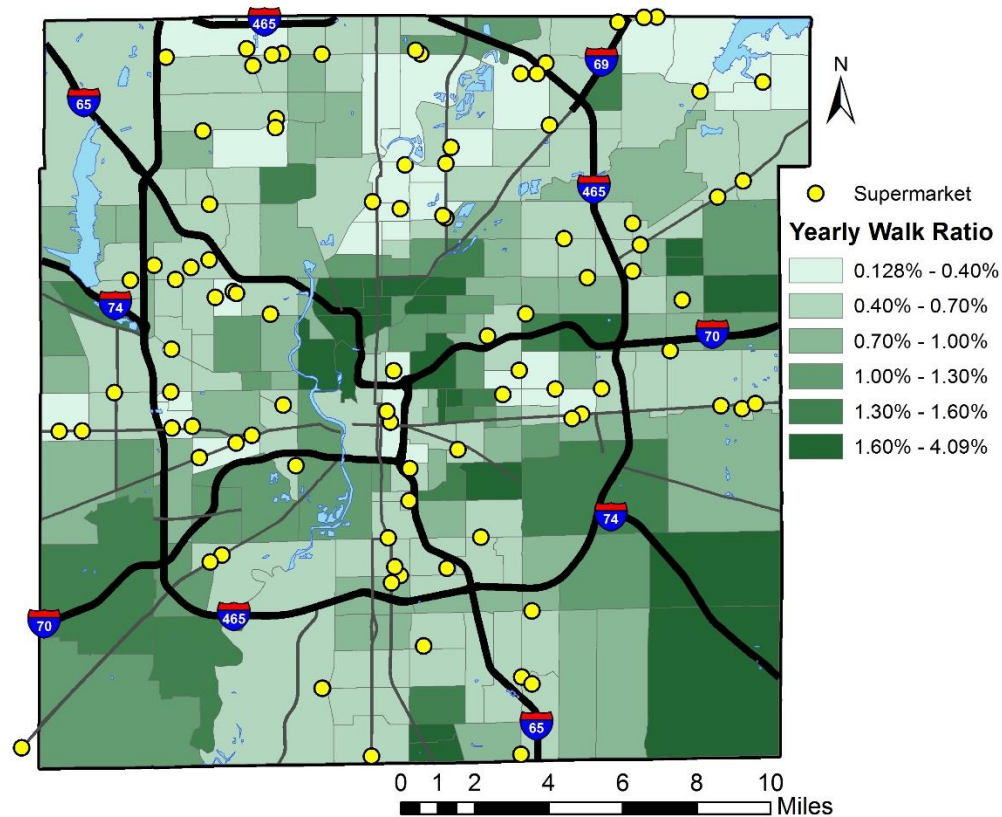 465
69
65
N
465
Supermarket
Yearly Walk Ratio
0.128% - 0.40%
0.40% - 0.70%
74
70
0.70% - 1.00%
1.00% - 1.30%
1.30% - 1.60%
1.60% - 4.09%
74
70
465
65
0 1 2 4 6 8 10
Miles